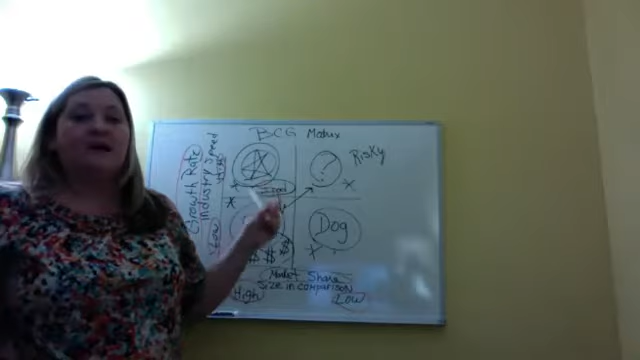 BCG Matrix
Growth Rate
Industry Speed
High
?
Risky
Low
Dog
$ $
Market Share
Size in comparison
High
Low